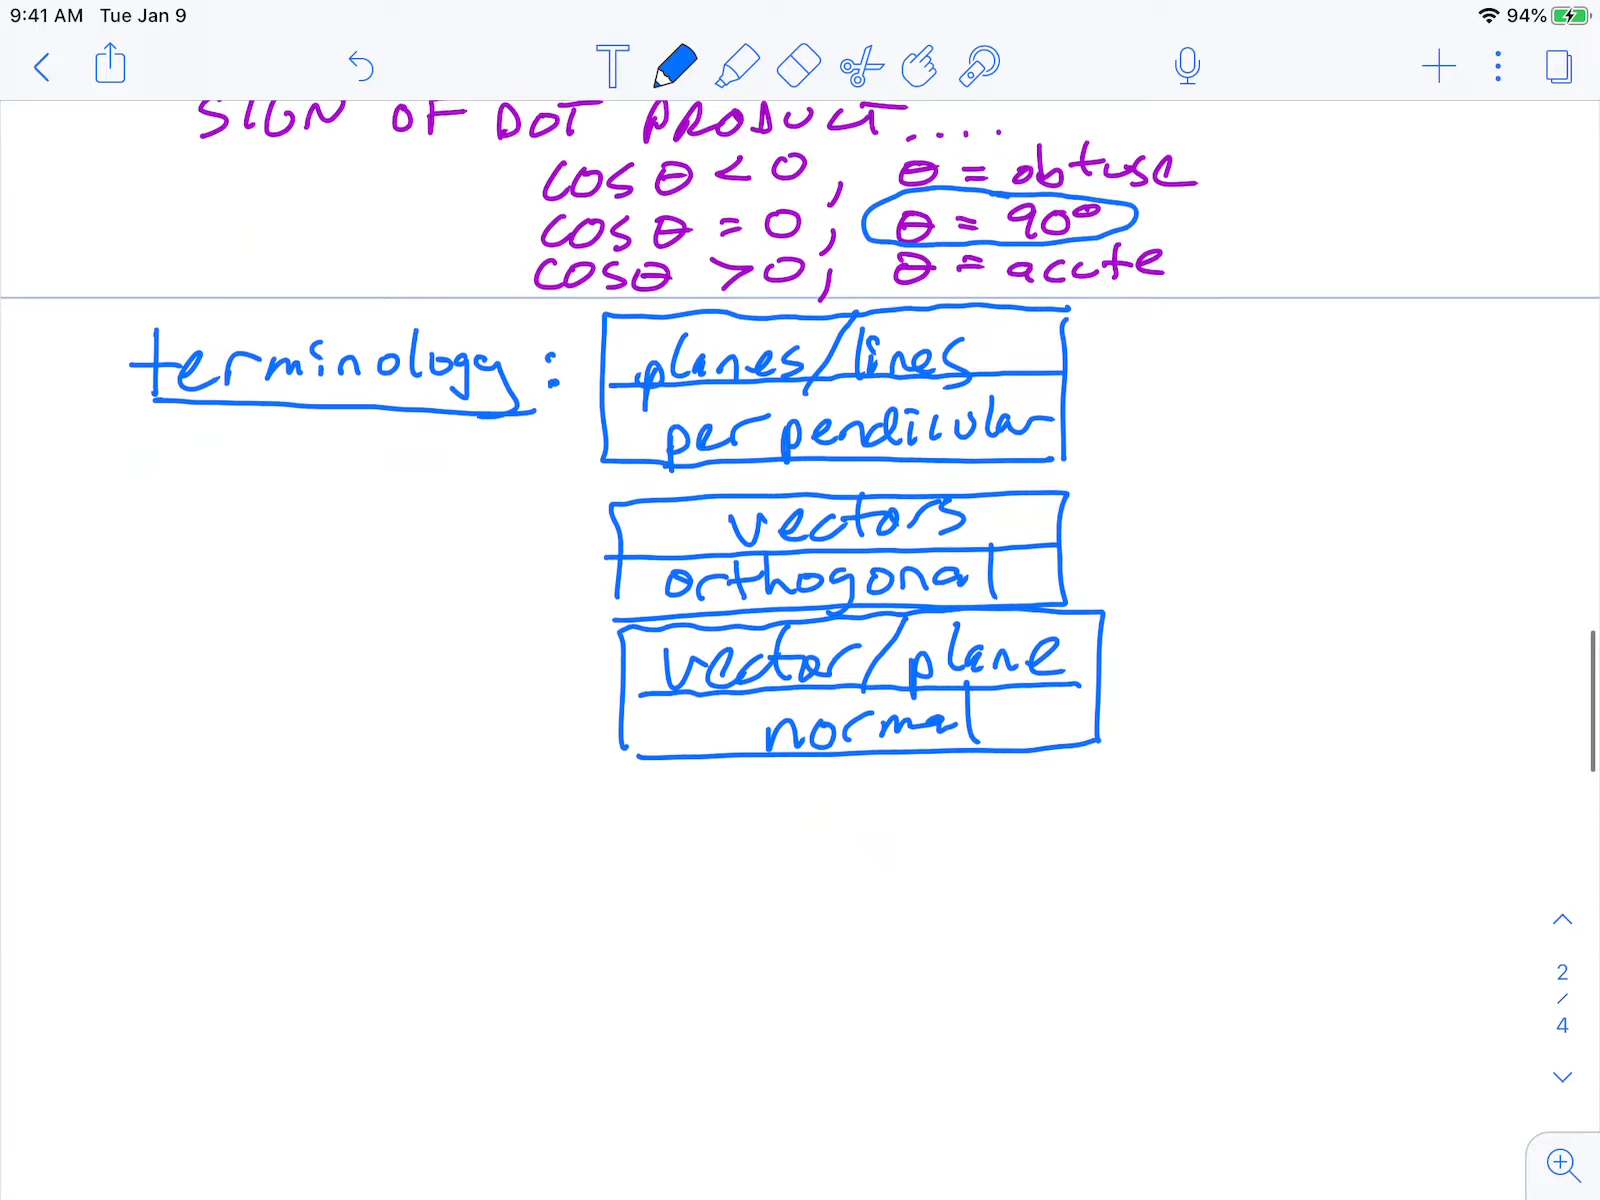 9:41 AM Tue Jan 9
94%
T
SIGN OF DOT PRODUCT....
cos θ < 0, θ = obtuse
cos θ = 0, θ = 90°
cos θ > 0, θ = acute
terminology: planes/lines
perpendicular
vectors
orthogonal
vector/plane
normal
2
/
4